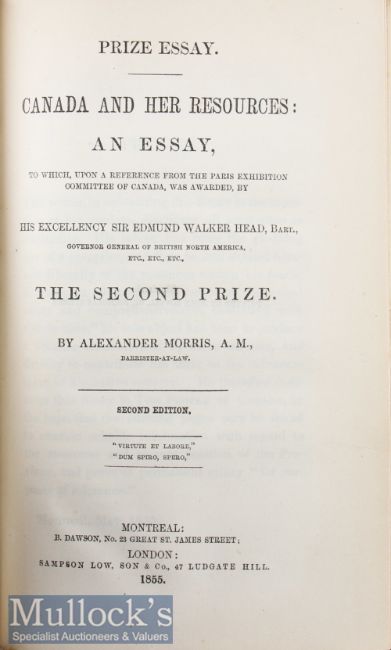 PRIZE ESSAY.
CANADA AND HER RESOURCES:
AN ESSAY,
TO WHICH, UPON A REFERENCE FROM THE PARIS EXHIBITION
COMMITTEE OF CANADA, WAS AWARDED, BY
HIS EXCELLENCY SIR EDMUND WALKER HEAD, BART.,
GOVERNOR GENERAL OF BRITISH NORTH AMERICA,
ETC., ETC., ETC.,
THE SECOND PRIZE.
BY ALEXANDER MORRIS, A. M.,
BARRISTER-AT-LAW.
SECOND EDITION.
"VIRTUTE ET LABORE,"
"DUM SPIRO, SPERO,"
MONTREAL:
B. DAWSON, No. 23 GREAT ST. JAMES STREET;
LONDON:
SAMPSON LOW, SON & Co., 47 LUDGATE HILL.
1855.
Mullock's
Specialist Auctioneers & Valuers